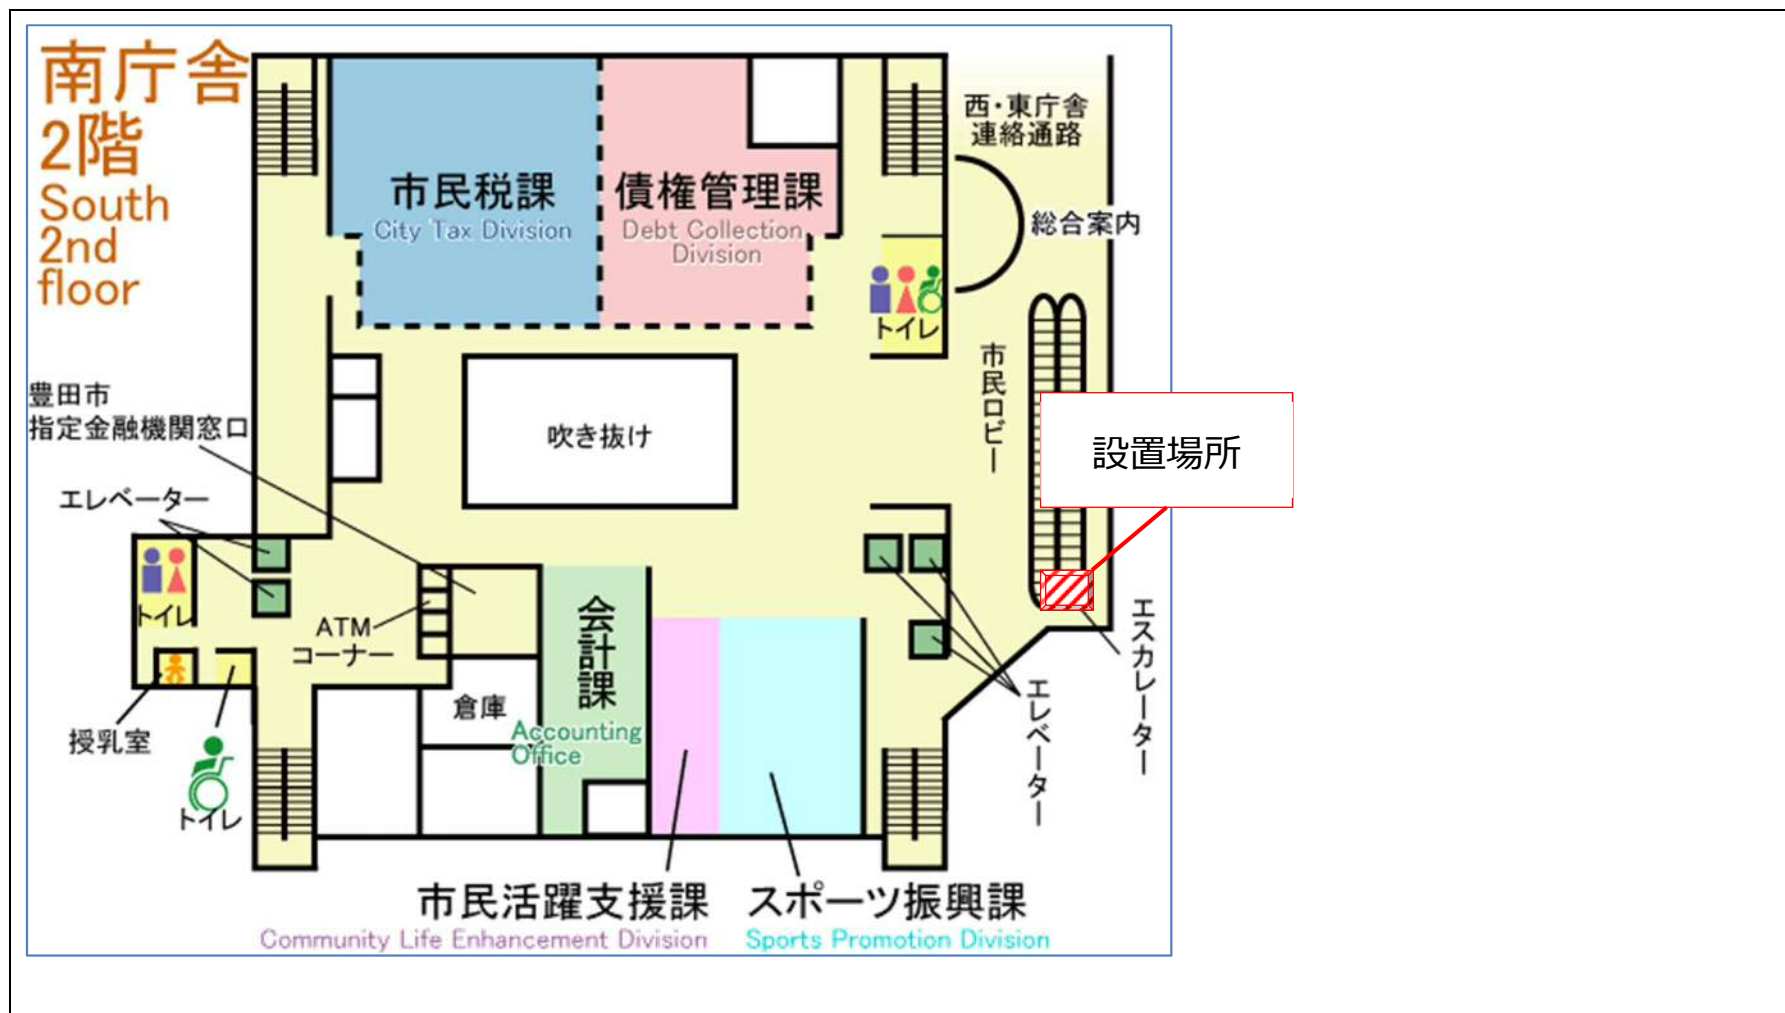 南庁舎
2階
South
2nd
floor
市民税課
City Tax Division
債権管理課
Debt Collection
Division
西・東庁舎
連絡通路
総合案内
トイレ
市民ロビー
設置場所
吹き抜け
豊田市
指定金融機関窓口
エレベーター
トイレ
ATM
コーナー
授乳室
トイレ
倉庫
会計課
Accounting
Office
エレベーター
エスカレーター
市民活躍支援課
Community Life Enhancement Division
スポーツ振興課
Sports Promotion Division